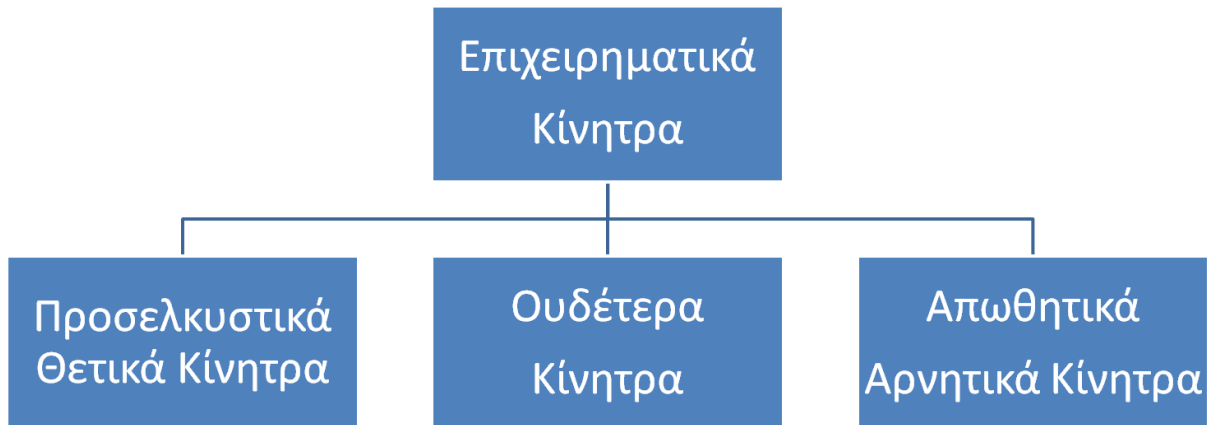 Επιχειρηματικά
Κίνητρα
Προσελκυστικά
Θετικά Κίνητρα
Ουδέτερα
Κίνητρα
Απωθητικά
Αρνητικά Κίνητρα